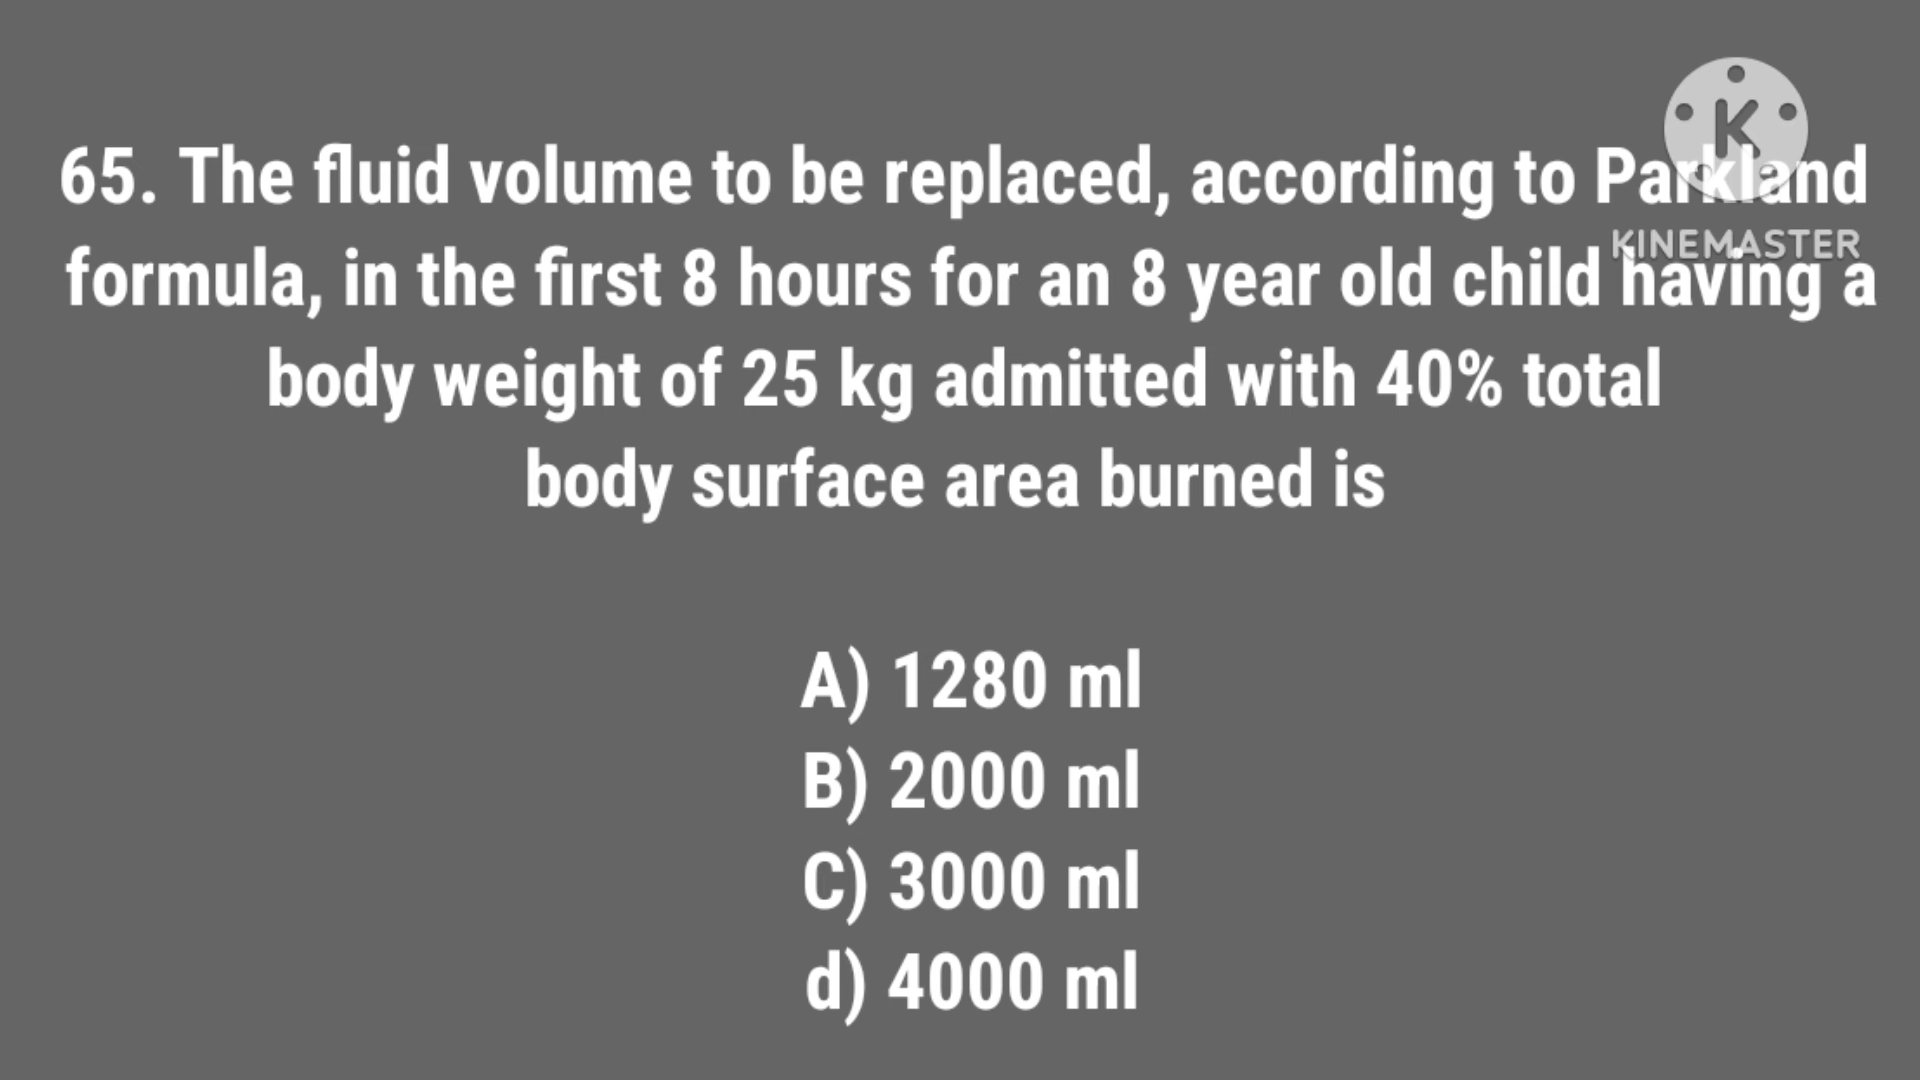 65. The fluid volume to be replaced, according to Parkland
formula, in the first 8 hours for an 8 year old child having a
body weight of 25 kg admitted with 40% total
body surface area burned is
A) 1280 ml
B) 2000 ml
C) 3000 ml
d) 4000 ml
K
KINEMASTER